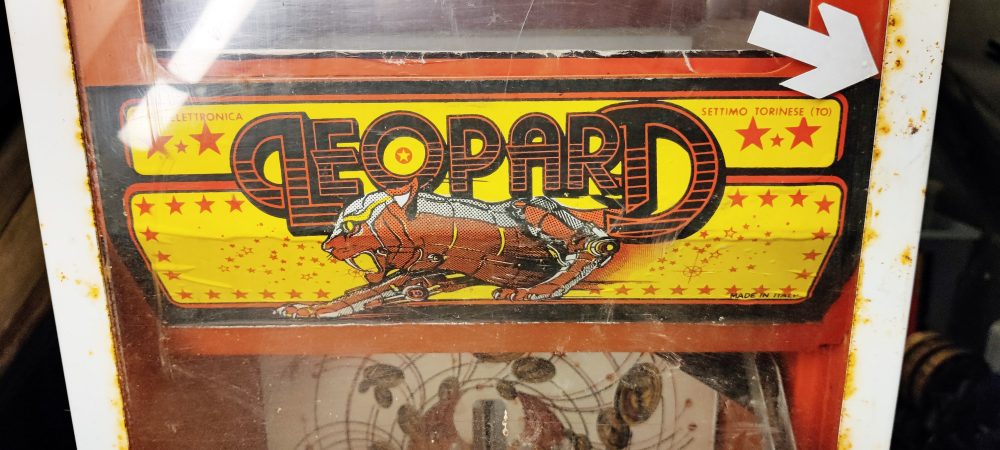 ELETTRONICA
SETTIMO TORINESE (TO)
LEOPARD
MADE IN ITALY